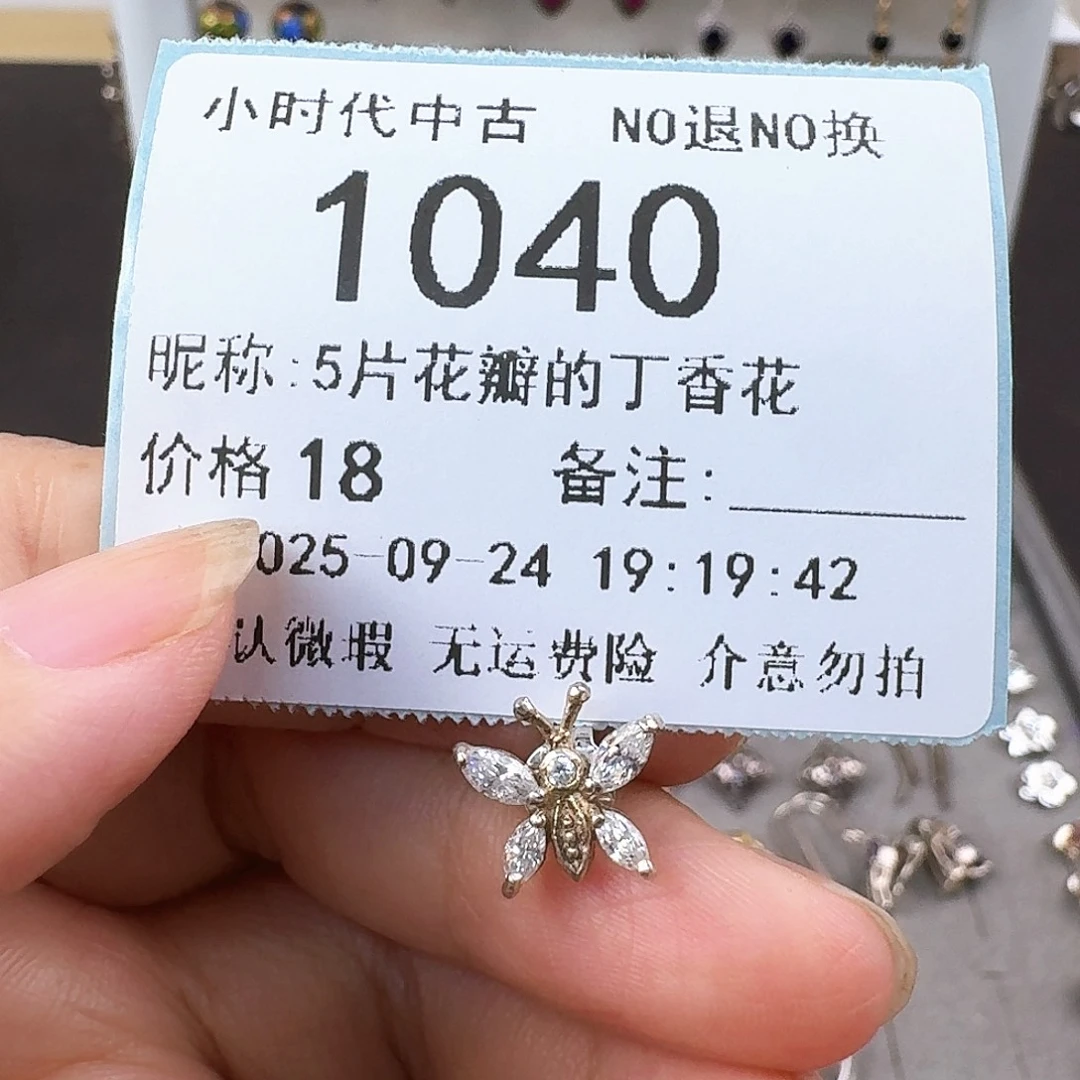 小时代中古 NO退NO换
1040
昵称:5片花瓣的丁香花
价格 18 备注:
025-09-24 19:19:42
认微瑕 无运费险 介意勿拍